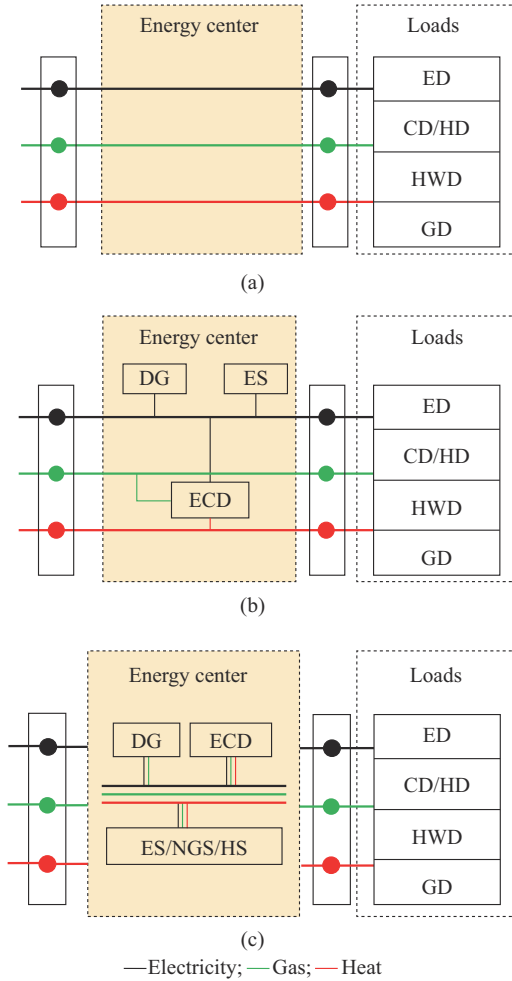 Energy center
Loads
ED
CD/HD
HWD
GD
(a)
Energy center
Loads
DG
ES
ED
CD/HD
ECD
HWD
GD
(b)
Energy center
Loads
DG
ECD
ED
CD/HD
ES/NGS/HS
HWD
GD
(c)
Electricity; Gas; Heat